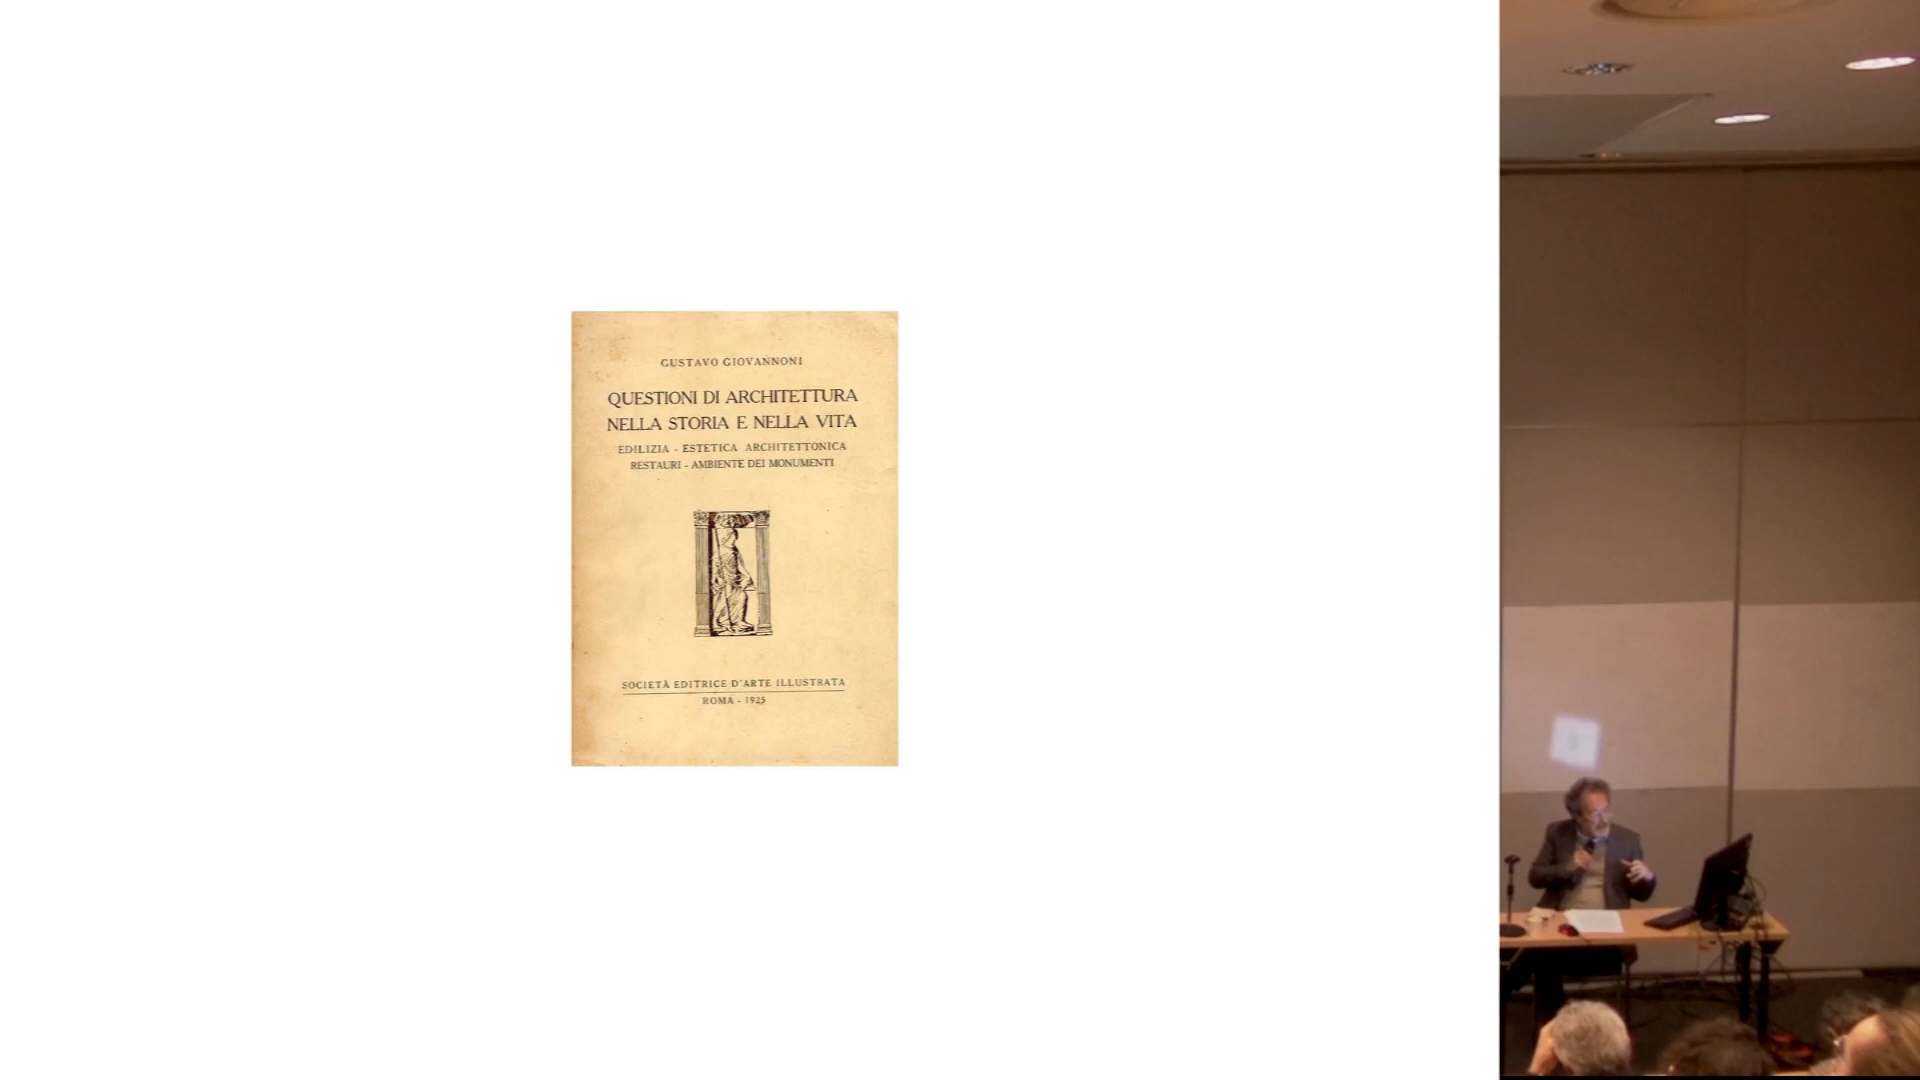 GUSTAVO GIOVANNONI
QUESTIONI DI ARCHITETTURA
NELLA STORIA E NELLA VITA
EDILIZIA - ESTETICA ARCHITETTONICA
RESTAURI - AMBIENTE DEI MONUMENTI
SOCIETÀ EDITRICE D'ARTE ILLUSTRATA
ROMA - 1925